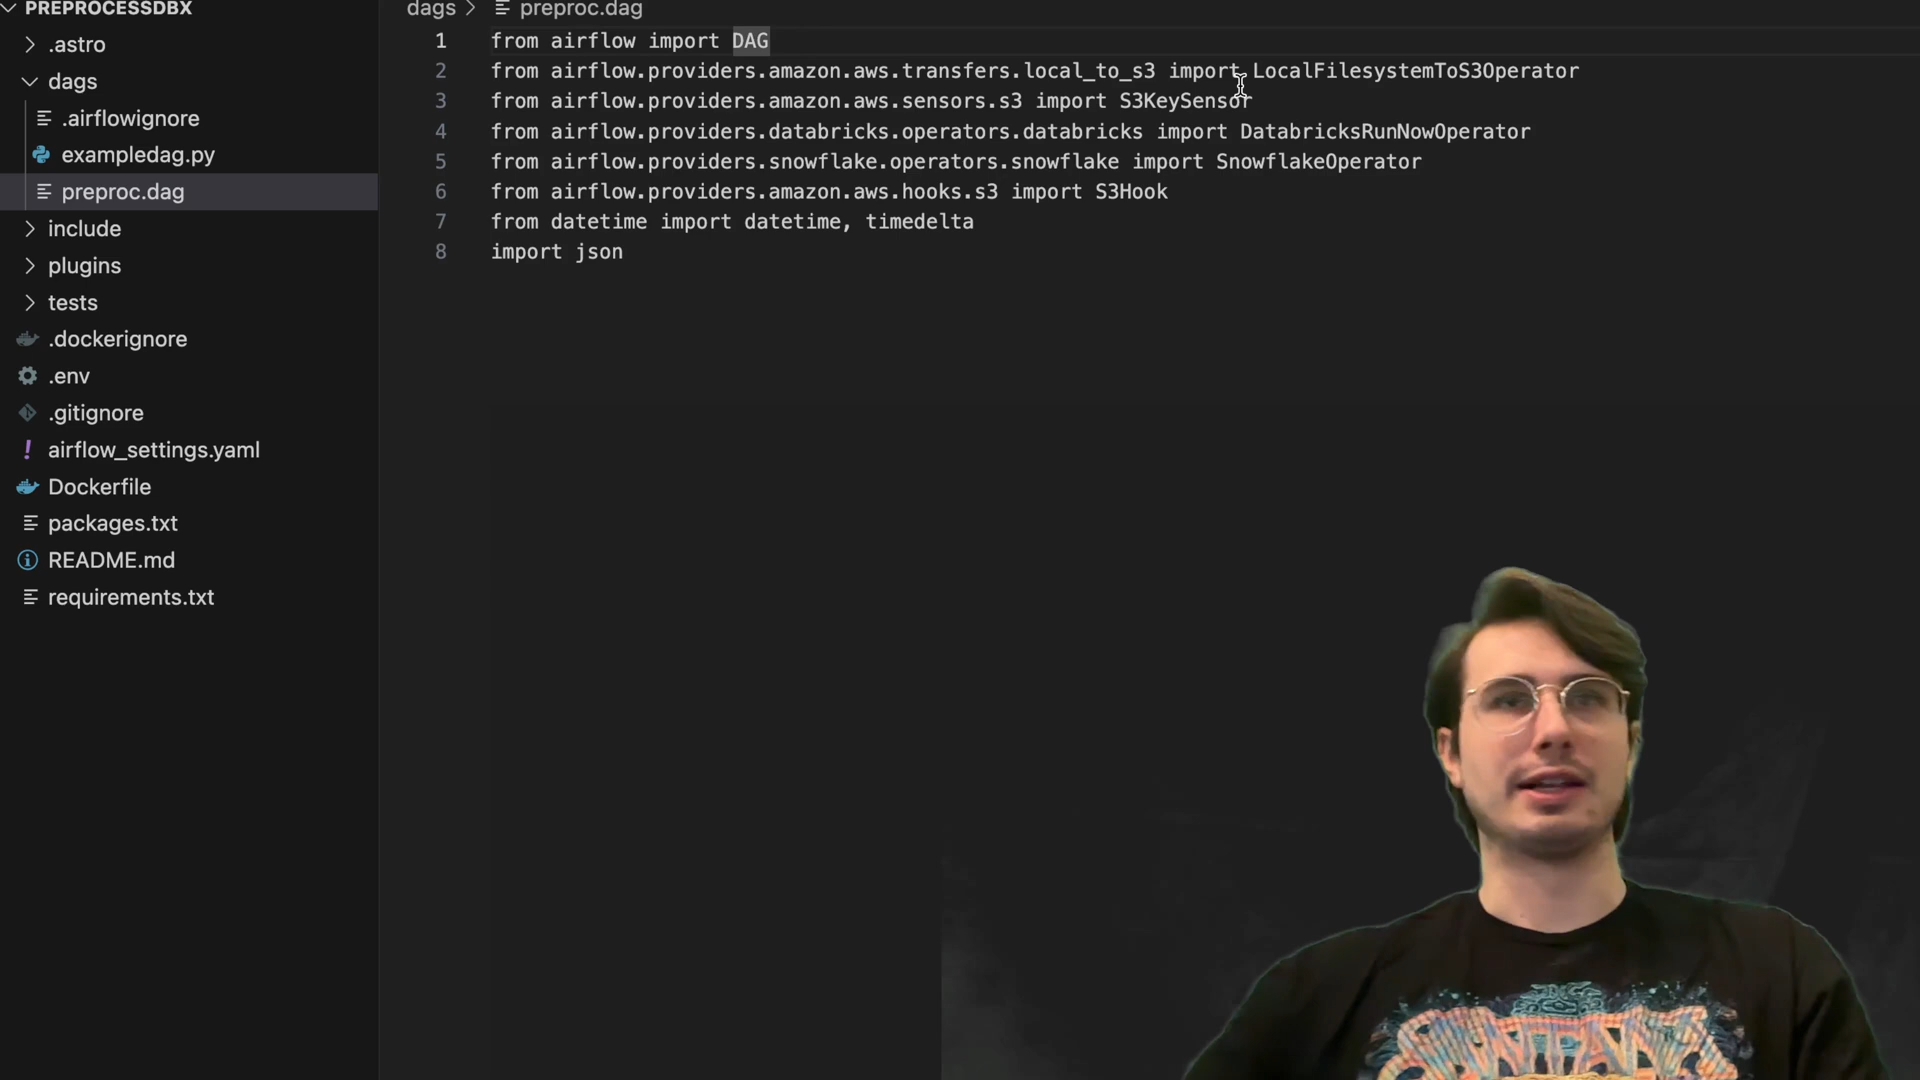 PREPROCESSDBX
.astro
dags
.airflowignore
exampledag.py
preproc.dag
include
plugins
tests
.dockerignore
.env
.gitignore
airflow_settings.yaml
Dockerfile
packages.txt
README.md
requirements.txt
dags > preproc.dag
1 from airflow import DAG
2 from airflow.providers.amazon.aws.transfers.local_to_s3 import LocalFilesystemToS3Operator
3 from airflow.providers.amazon.aws.sensors.s3 import S3KeySensor
4 from airflow.providers.databricks.operators.databricks import DatabricksRunNowOperator
5 from airflow.providers.snowflake.operators.snowflake import SnowflakeOperator
6 from airflow.providers.amazon.aws.hooks.s3 import S3Hook
7 from datetime import datetime, timedelta
8 import json
SANTANA